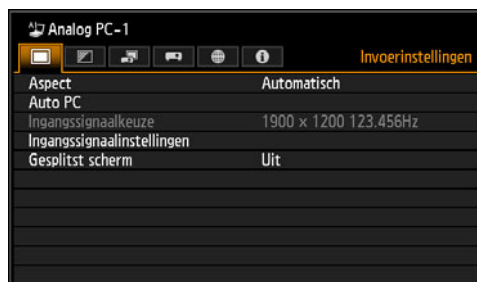 Analog PC-1
Invoerinstellingen
Aspect Automatisch
Auto PC
Ingangssignaalkeuze 1900 × 1200 123.456Hz
Ingangssignaalinstellingen
Gesplitst scherm Uit